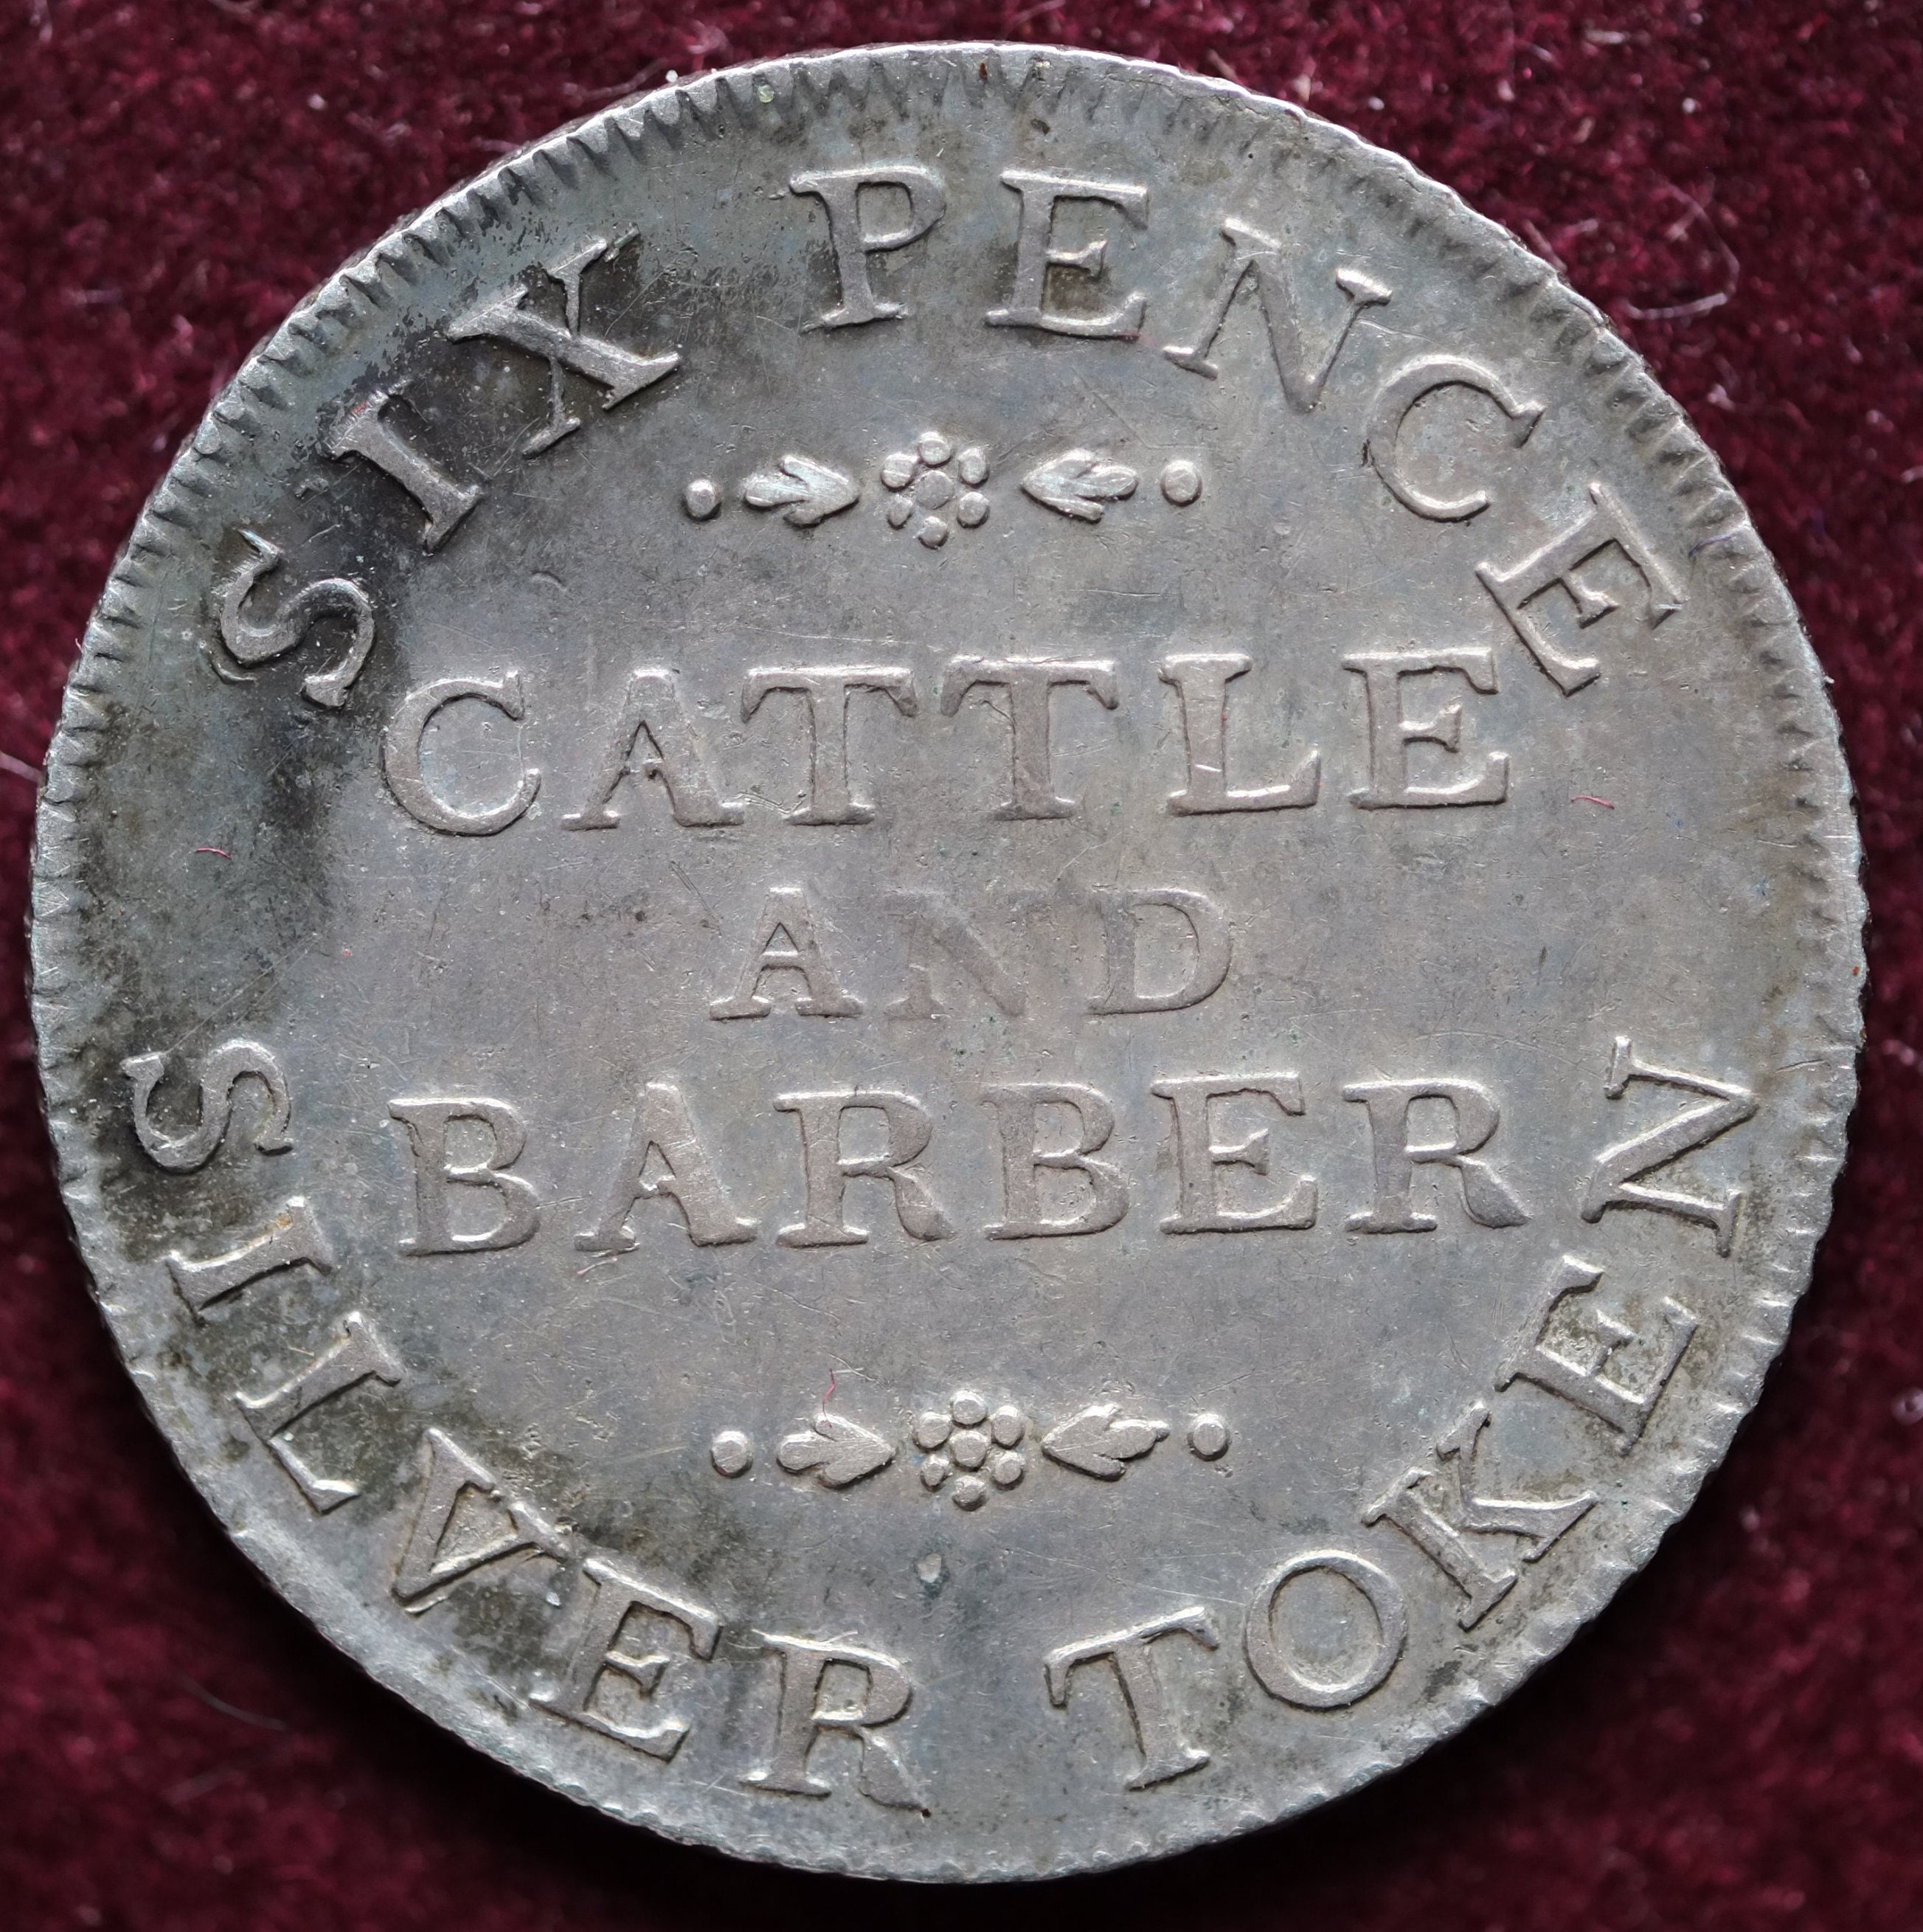 SIX PENCE
CATTLE
AND
BARBER
SILVER TOKEN